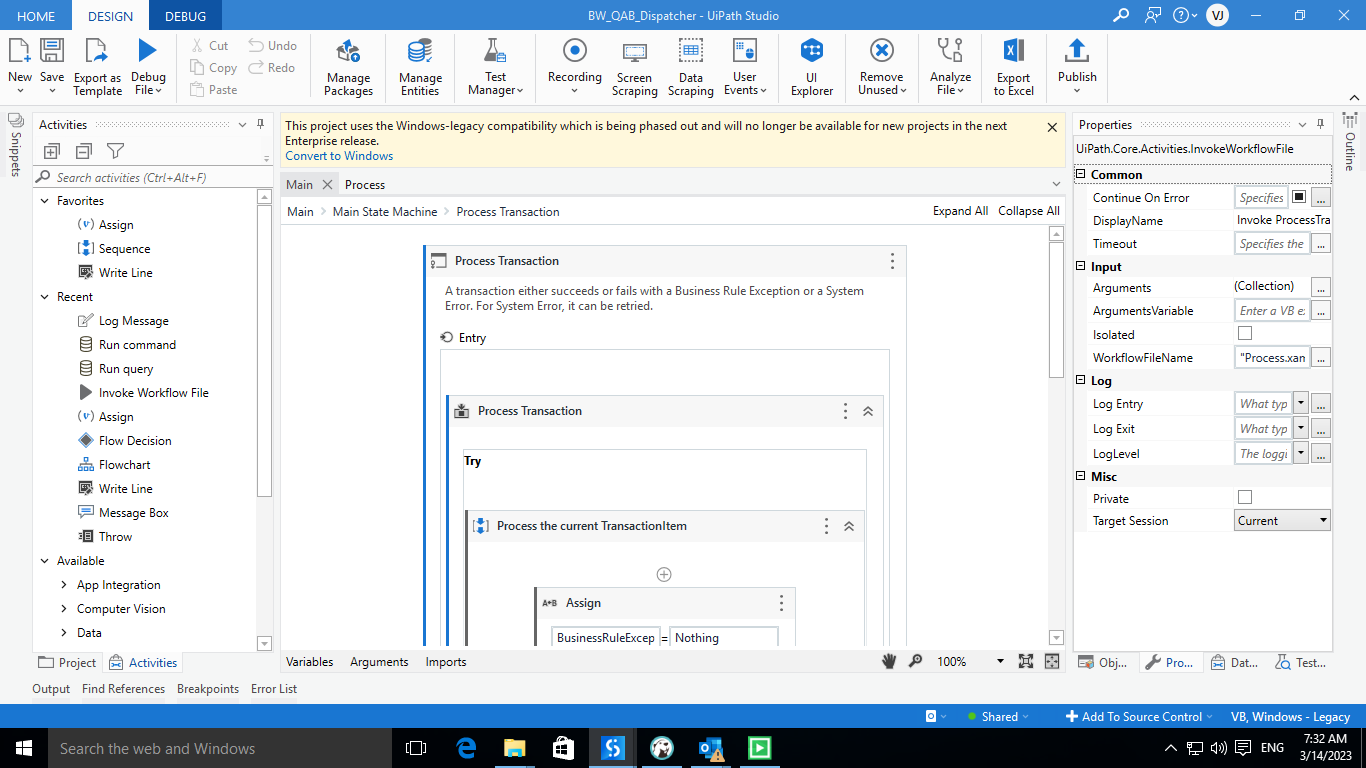 HOME DESIGN DEBUG BW_QAB_Dispatcher - UiPath Studio VJ
New Save Export as Template Debug File Cut Copy Paste Undo Redo Manage Packages Manage Entities Test Manager Recording Screen Scraping Data Scraping User Events UI Explorer Remove Unused Analyze File Export to Excel Publish
Snippets
Activities
Search activities (Ctrl+Alt+F)
Favorites
Assign
Sequence
Write Line
Recent
Log Message
Run command
Run query
Invoke Workflow File
Assign
Flow Decision
Flowchart
Write Line
Message Box
Throw
Available
App Integration
Computer Vision
Data
Project Activities
This project uses the Windows-legacy compatibility which is being phased out and will no longer be available for new projects in the next
Enterprise release.
Convert to Windows
Main Process
Main Main State Machine Process Transaction Expand All Collapse All
Process Transaction
A transaction either succeeds or fails with a Business Rule Exception or a System
Error. For System Error, it can be retried.
Entry
Process Transaction
Try
Process the current TransactionItem
A+B Assign
BusinessRuleExcep = Nothing
Variables Arguments Imports 100%
Properties
UiPath.Core.Activities.InvokeWorkflowFile
Common
Continue On Error Specifies ...
DisplayName Invoke ProcessTra
Timeout Specifies the ...
Input
Arguments (Collection) ...
ArgumentsVariable Enter a VB e: ...
Isolated
WorkflowFileName "Process.xan ...
Log
Log Entry What typ ...
Log Exit What typ ...
LogLevel The loggi ...
Misc
Private
Target Session Current
Obj... Pro... Dat... Test...
Outline
Output Find References Breakpoints Error List
Shared Add To Source Control VB, Windows - Legacy
Search the web and Windows ENG 7:32 AM
3/14/2023